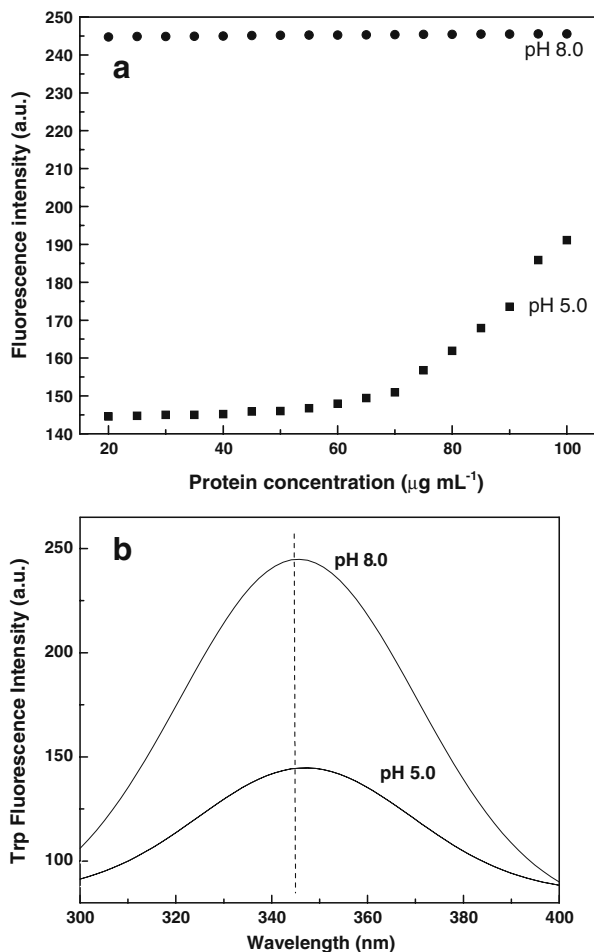 a
250
245
240
230
220
210
200
190
180
170
160
150
140
20
40
60
80
100
pH 8.0
pH 5.0
Fluorescence intensity (a.u.)
Protein concentration (μg mL⁻¹)
b
250
200
150
100
300
320
340
360
380
400
pH 8.0
pH 5.0
Trp Fluorescence Intensity (a.u.)
Wavelength (nm)